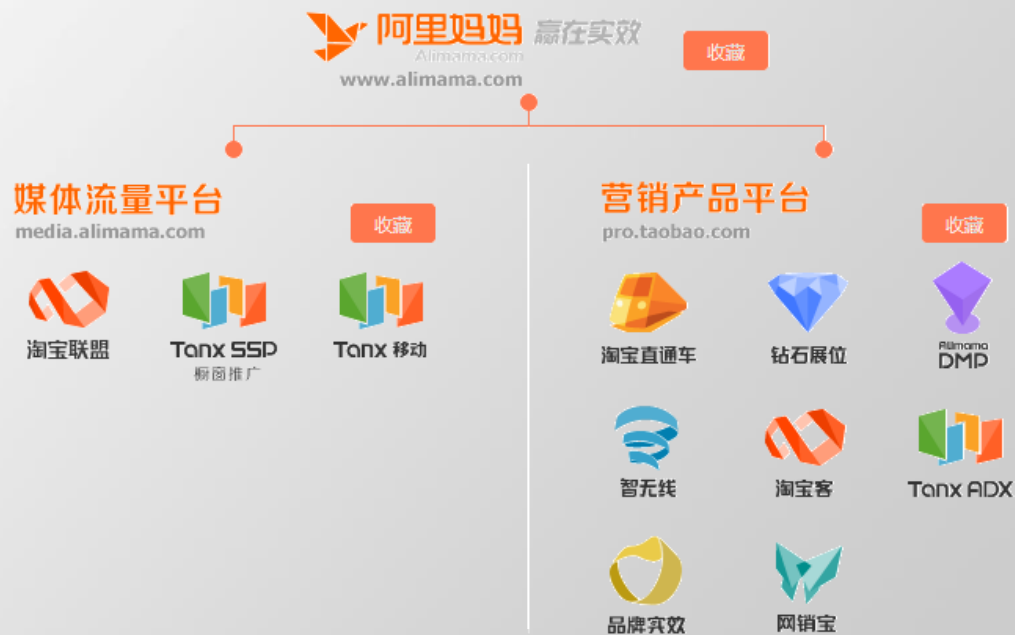 阿里妈妈 赢在实效
Alimama.com
www.alimama.com
收藏
媒体流量平台
media.alimama.com
收藏
淘宝联盟
Tanx SSP
橱窗推广
Tanx 移动
营销产品平台
pro.taobao.com
收藏
淘宝直通车
钻石展位
Alimama
DMP
智无线
淘宝客
Tanx ADX
品牌实效
网销宝